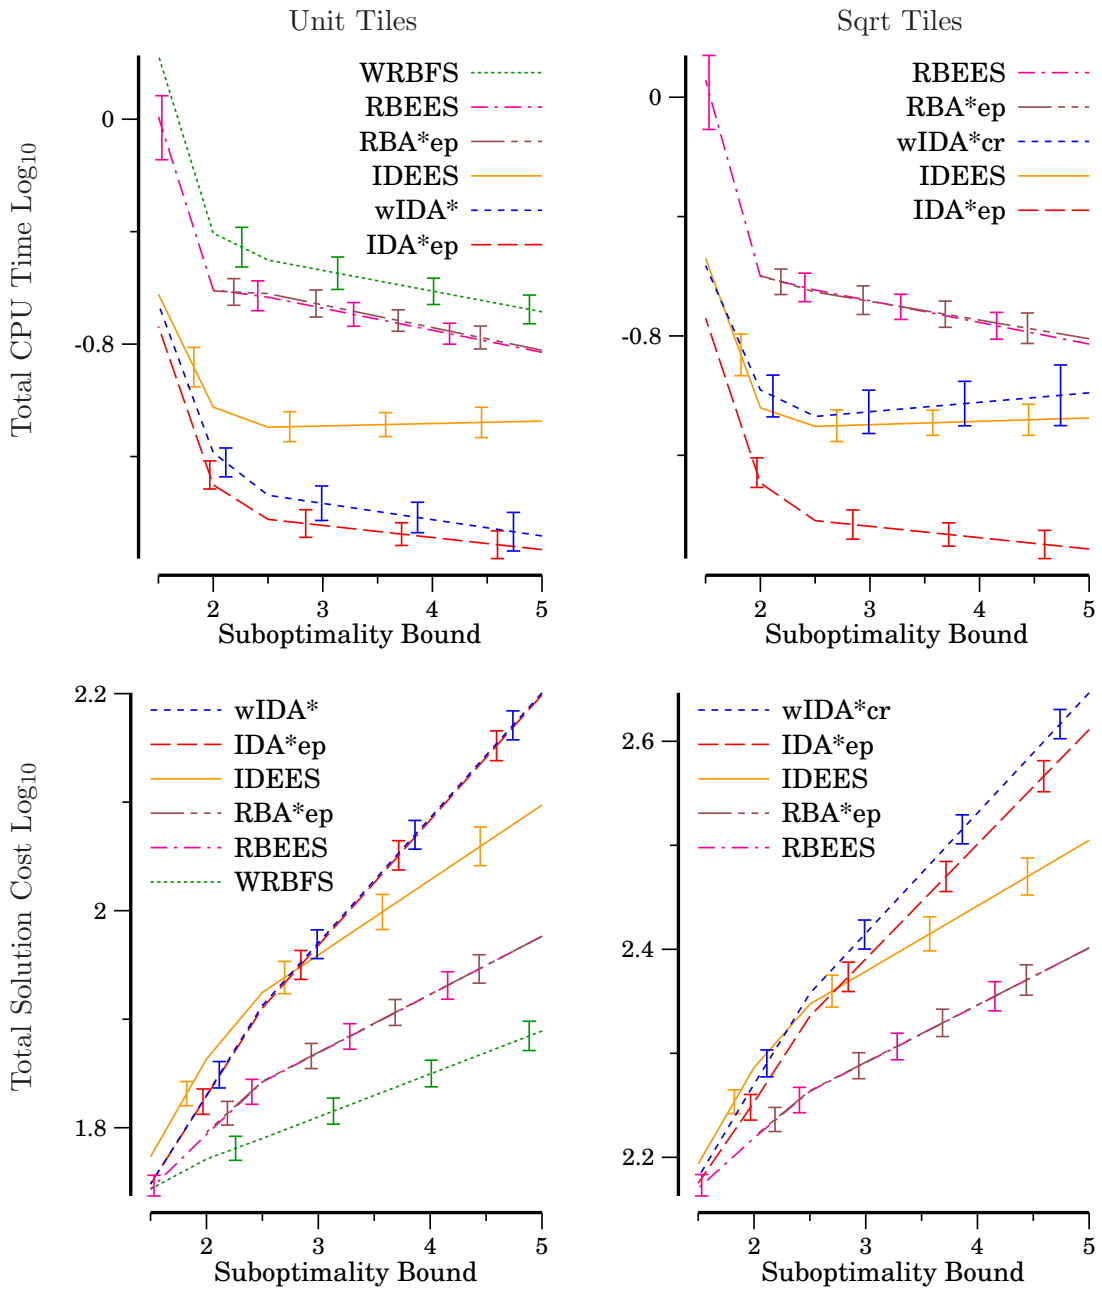 Unit Tiles
Total CPU Time Log10
0
-0.8
WRBFS
RBEES
RBA*ep
IDEES
wIDA*
IDA*ep
2 3 4 5
Suboptimality Bound
Sqrt Tiles
0
-0.8
RBEES
RBA*ep
wIDA*cr
IDEES
IDA*ep
2 3 4 5
Suboptimality Bound
Total Solution Cost Log10
2.2
2
1.8
wIDA*
IDA*ep
IDEES
RBA*ep
RBEES
WRBFS
2 3 4 5
Suboptimality Bound
2.6
2.4
2.2
wIDA*cr
IDA*ep
IDEES
RBA*ep
RBEES
2 3 4 5
Suboptimality Bound